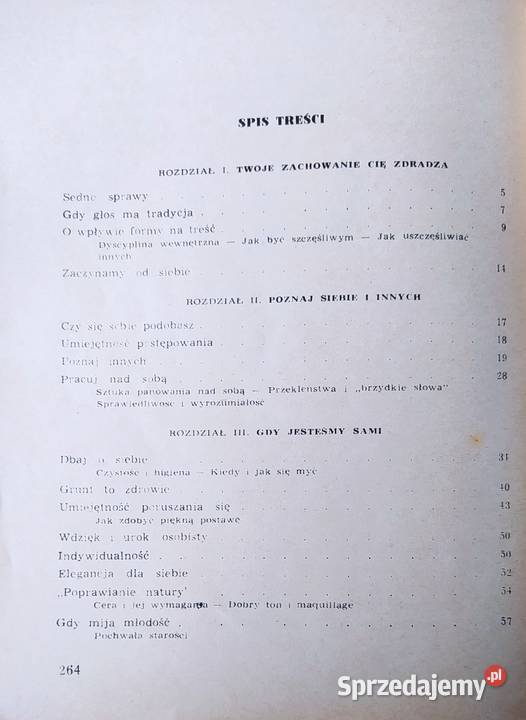 SPIS TREŚCI
ROZDZIAŁ I. TWOJE ZACHOWANIE CIĘ ZDRADZA
Sedno sprawy . . . . . . . . . . 5
Gdy głos ma tradycja . . . . . . . . . . 7
O wpływie formy na treść . . . . . . . . . . 9
Dyscyplina wewnętrzna — Jak być szczęśliwym — Jak uszczęśliwiać
innych
Zaczynamy od siebie . . . . . . . . . . 14
ROZDZIAŁ II. POZNAJ SIEBIE I INNYCH
Czy się sobie podobasz . . . . . . . . . . 17
Umiejętność postępowania . . . . . . . . . . 18
Poznaj innych . . . . . . . . . . 19
Pracuj nad sobą . . . . . . . . . . 28
Sztuka panowania nad sobą — Przekleństwa i „brzydkie słowa"
Sprawiedliwość i wyrozumiałość
ROZDZIAŁ III. GDY JESTEŚMY SAMI
Dbaj o siebie . . . . . . . . . . 31
Czystość i higiena — Kiedy i jak się myć
Grunt to zdrowie . . . . . . . . . . 40
Umiejętność poruszania się . . . . . . . . . . 43
Jak zdobyć piękną postawę
Wdzięk i urok osobisty . . . . . . . . . . 50
Indywidualność . . . . . . . . . . 50
Elegancja dla siebie . . . . . . . . . . 52
„Poprawianie natury" . . . . . . . . . . 54
Cera i jej wymagania — Dobry ton i maquillage
Gdy mija młodość . . . . . . . . . . 57
Pochwała starości
264
Sprzedajemy.pl